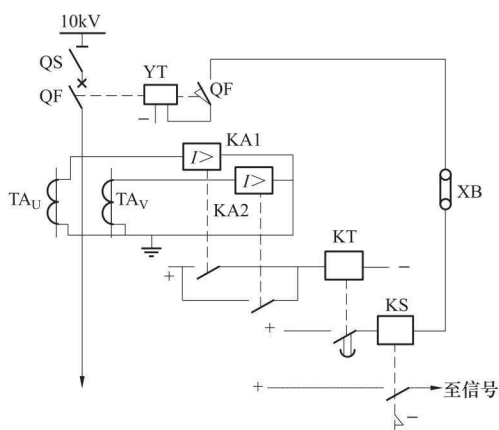 10kV
QS
YT
QF
QF
KA1
I>
I>
TAU
TAV
XB
KA2
KT
KS
至信号